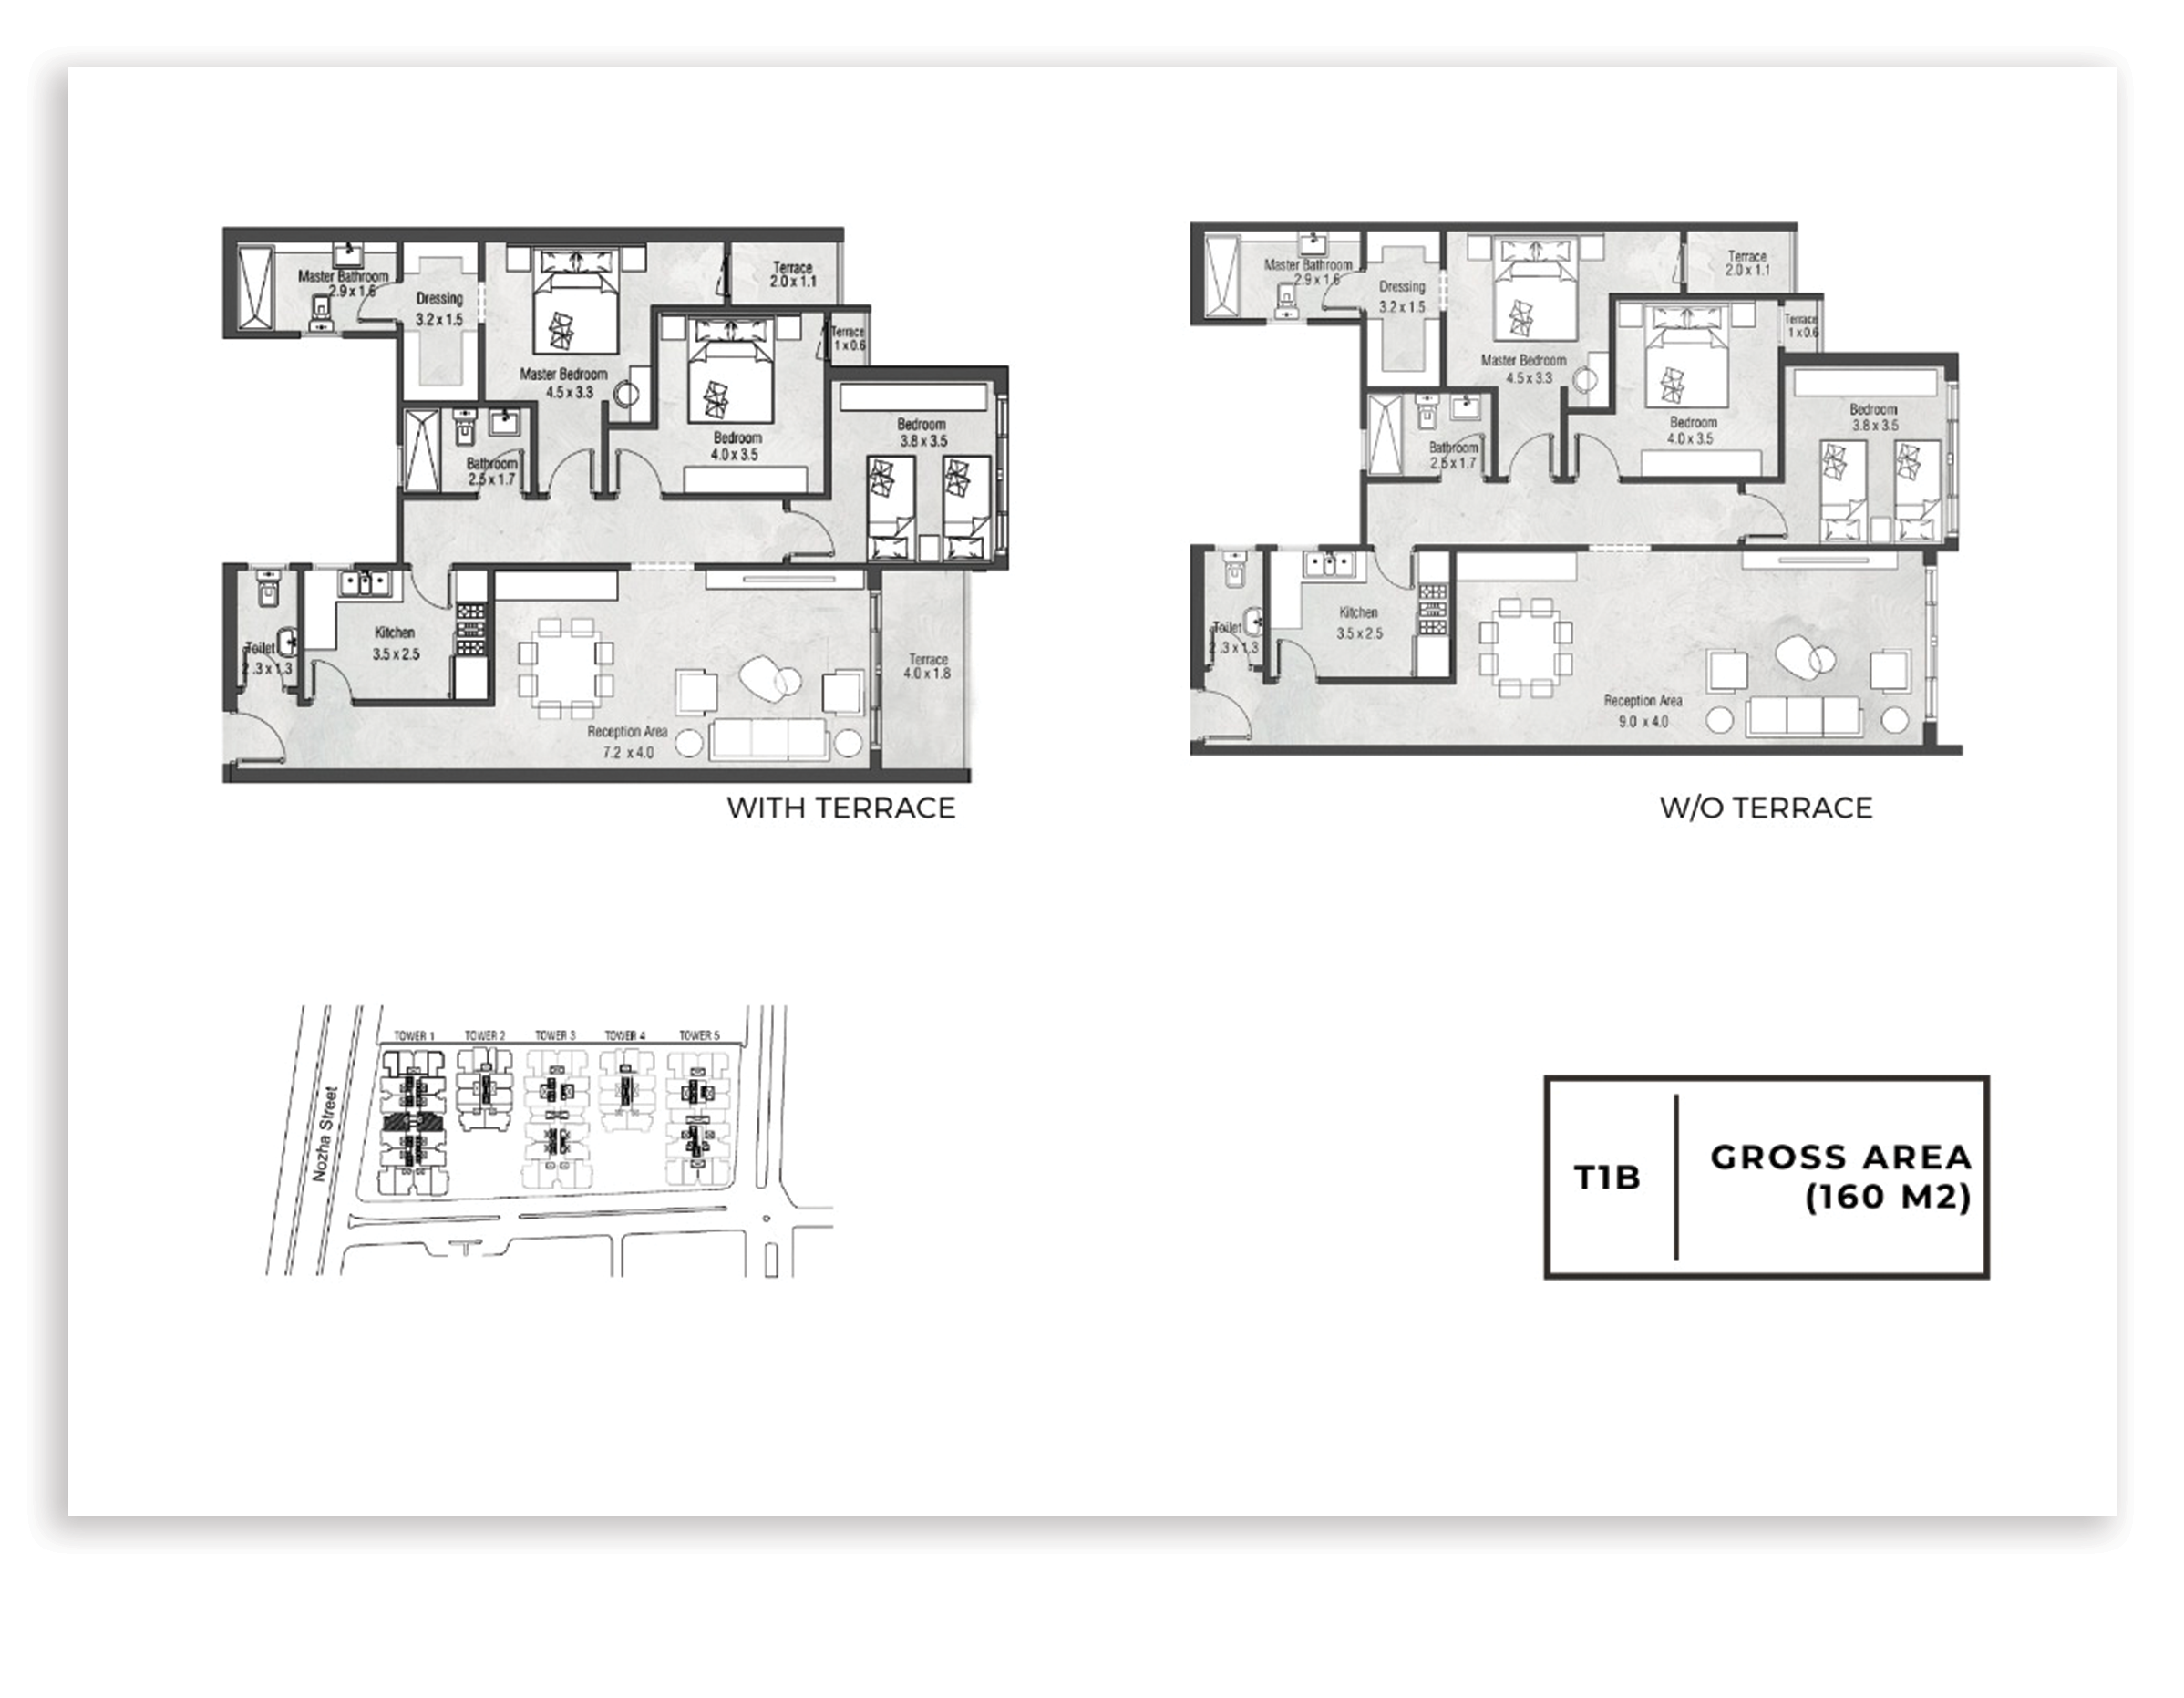 Master Bathroom
2.9 x 1.6
Dressing
3.2 x 1.5
Terrace
2.0 x 1.1
Terrace
1 x 0.6
Master Bedroom
4.5 x 3.3
Bedroom
4.0 x 3.5
Bedroom
3.8 x 3.5
Bathroom
2.5 x 1.7
Toilet
2.3 x 1.3
Kitchen
3.5 x 2.5
Reception Area
7.2 x 4.0
Terrace
4.0 x 1.8
WITH TERRACE
Master Bathroom
2.9 x 1.6
Dressing
3.2 x 1.5
Terrace
2.0 x 1.1
Terrace
1 x 0.6
Master Bedroom
4.5 x 3.3
Bedroom
4.0 x 3.5
Bedroom
3.8 x 3.5
Bathroom
2.5 x 1.7
Toilet
2.3 x 1.3
Kitchen
3.5 x 2.5
Reception Area
9.0 x 4.0
W/O TERRACE
TOWER 1
TOWER 2
TOWER 3
TOWER 4
TOWER 5
Nozha Street
T1B
GROSS AREA
(160 M2)